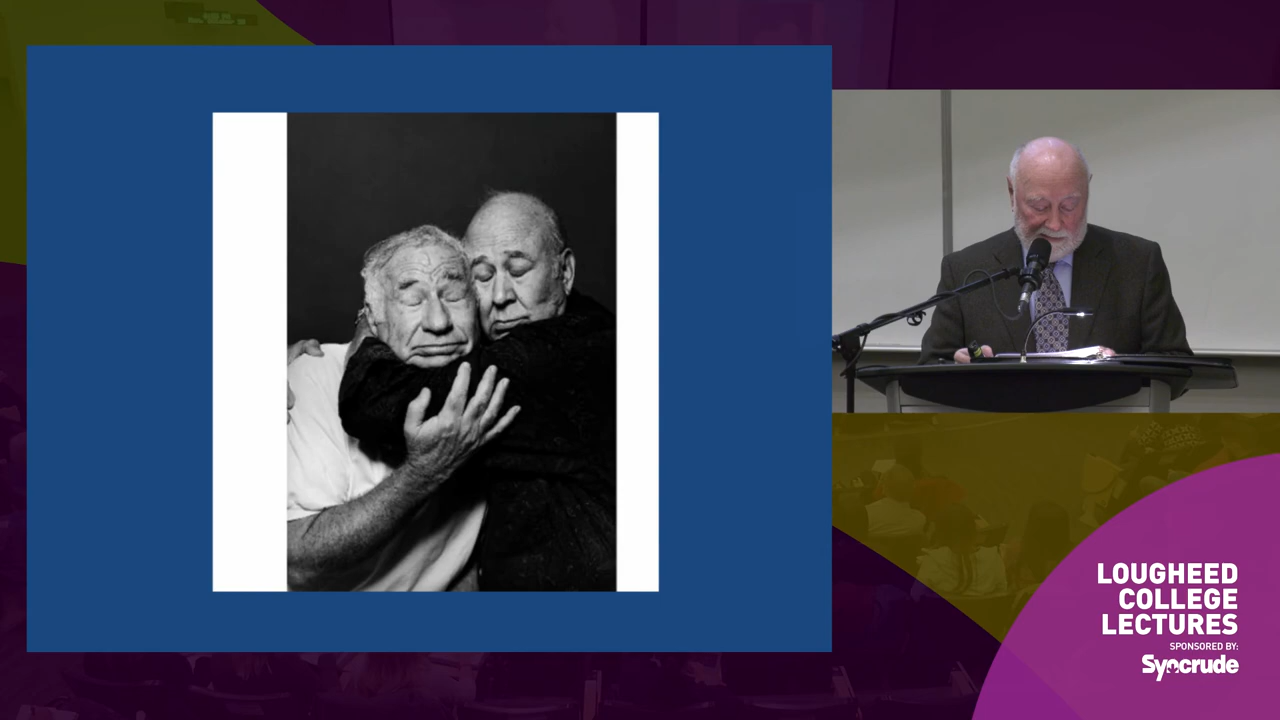 LOUGHEED
COLLEGE
LECTURES
SPONSORED BY:
Syncrude